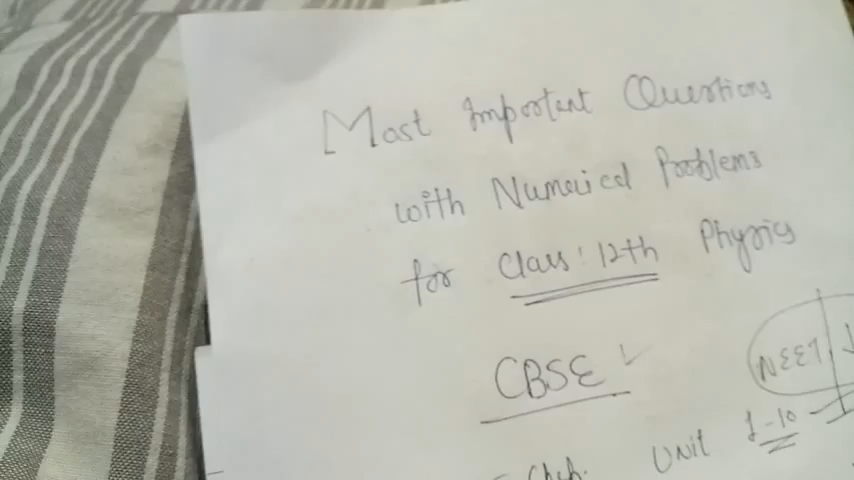 Most Important Questions
with Numerical Problems
for Class: 12th Physics
CBSE ✓
NEET
Unit 1-10